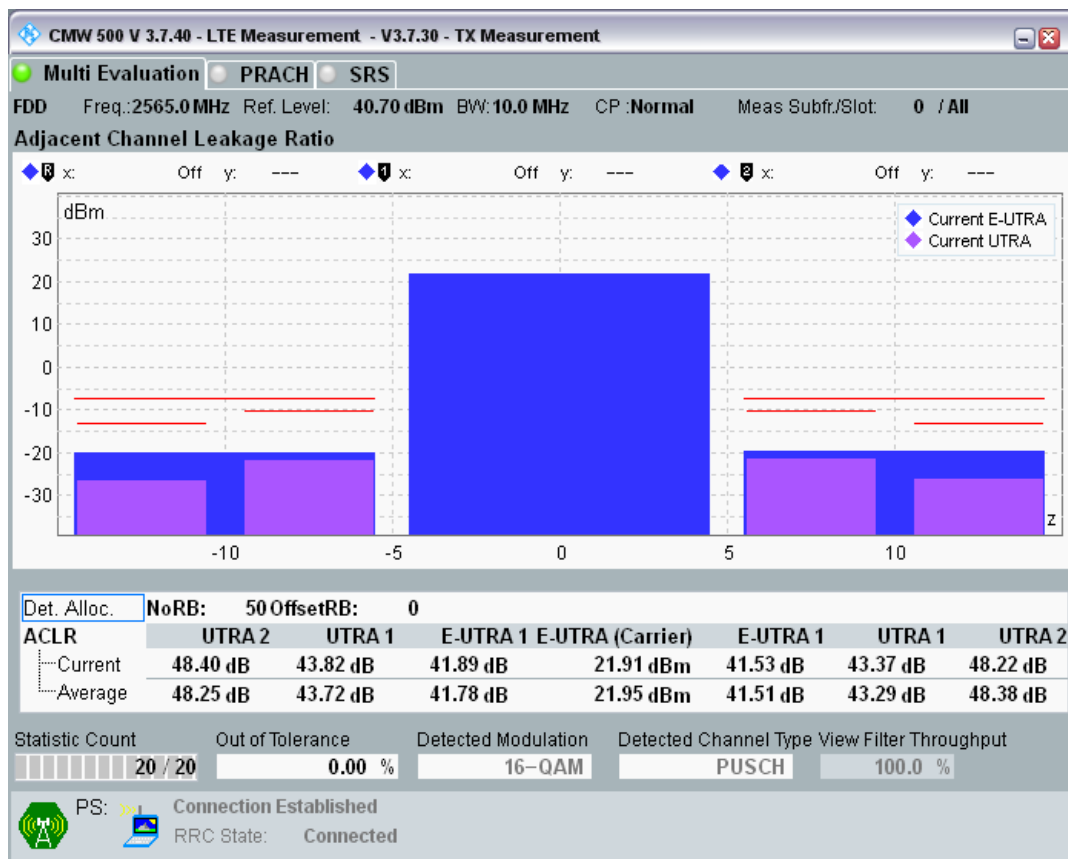 CMW 500 V 3.7.40 - LTE Measurement - V3.7.30 - TX Measurement
Multi Evaluation PRACH SRS
FDD Freq.:2565.0 MHz Ref. Level: 40.70 dBm BW:10.0 MHz CP :Normal Meas Subfr./Slot: 0 / All
Adjacent Channel Leakage Ratio
R x: Off y: --- 1 x: Off y: --- 2 x: Off y: ---
dBm
Current E-UTRA
Current UTRA
30
20
10
0
-10
-20
-30
z
-10 -5 0 5 10
Det. Alloc. NoRB: 50 OffsetRB: 0
ACLR UTRA 2 UTRA 1 E-UTRA 1 E-UTRA (Carrier) E-UTRA 1 UTRA 1 UTRA 2
Current 48.40 dB 43.82 dB 41.89 dB 21.91 dBm 41.53 dB 43.37 dB 48.22 dB
Average 48.25 dB 43.72 dB 41.78 dB 21.95 dBm 41.51 dB 43.29 dB 48.38 dB
Statistic Count Out of Tolerance Detected Modulation Detected Channel Type View Filter Throughput
20 / 20 0.00 % 16-QAM PUSCH 100.0 %
PS: Connection Established
RRC State: Connected